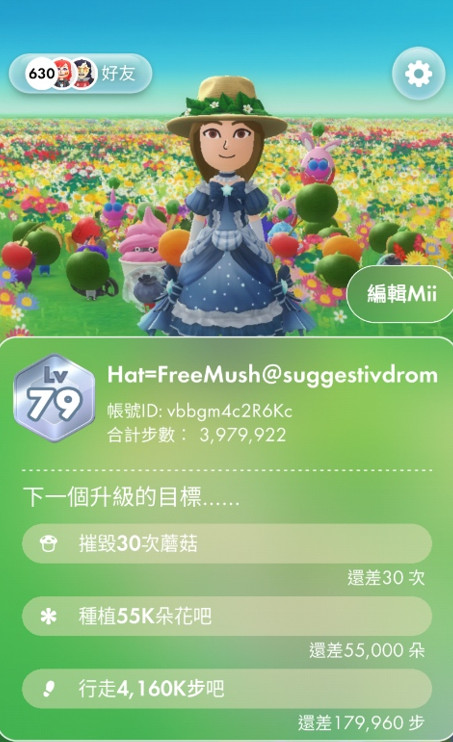 630 好友
編輯Mii
Lv
79
Hat=FreeMush@suggestivdrom
帳號ID: vbbgm4c2R6Kc
合計步數： 3,979,922
下一個升級的目標……
摧毀30次蘑菇
還差30 次
種植55K朵花吧
還差55,000 朵
行走4,160K步吧
還差179,960 步